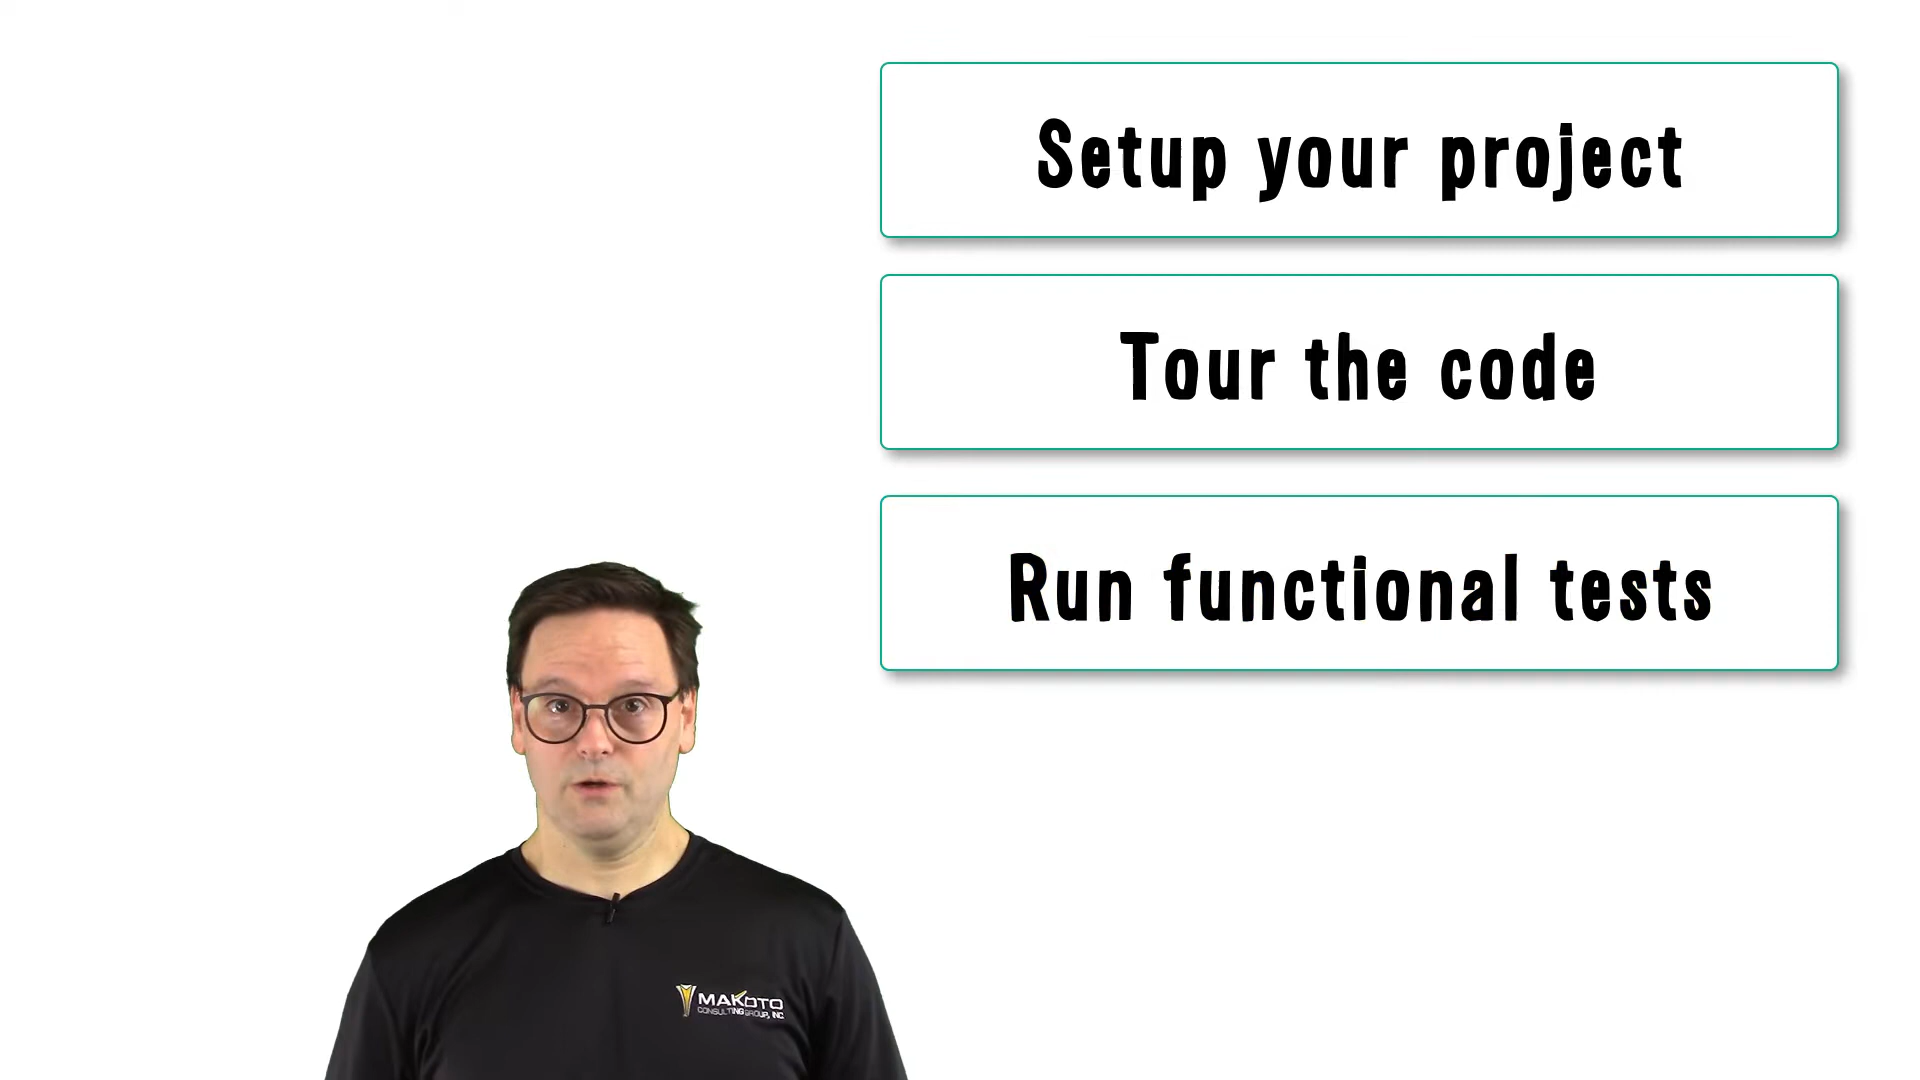 Setup your project
Tour the code
Run functional tests
MAKOTO
CONSULTING GROUP, INC